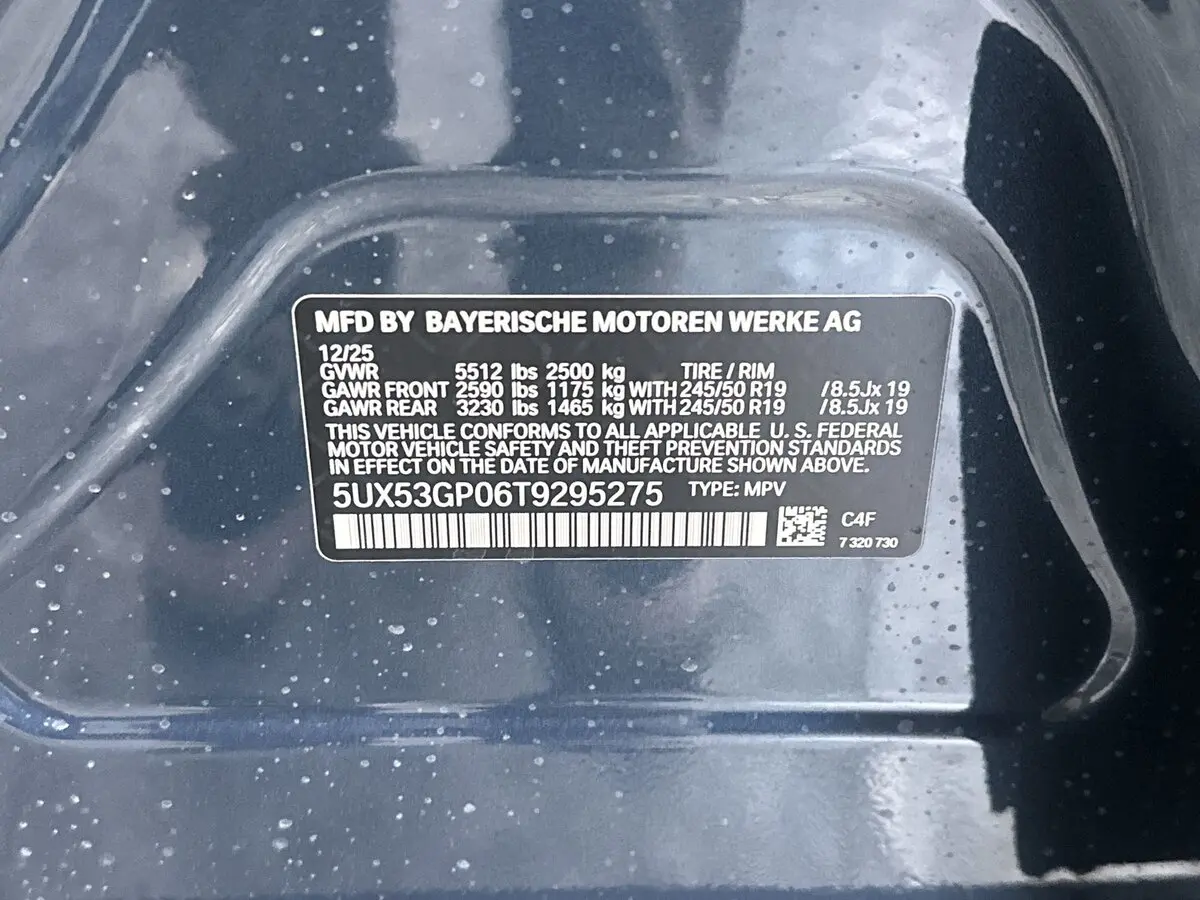 MFD BY BAYERISCHE MOTOREN WERKE AG
12/25
GVWR 5512 lbs 2500 kg TIRE / RIM
GAWR FRONT 2590 lbs 1175 kg WITH 245/50 R19 /8.5Jx 19
GAWR REAR 3230 lbs 1465 kg WITH 245/50 R19 /8.5Jx 19
THIS VEHICLE CONFORMS TO ALL APPLICABLE U. S. FEDERAL
MOTOR VEHICLE SAFETY AND THEFT PREVENTION STANDARDS
IN EFFECT ON THE DATE OF MANUFACTURE SHOWN ABOVE.
5UX53GP06T9295275 TYPE: MPV
C4F
7 320 730